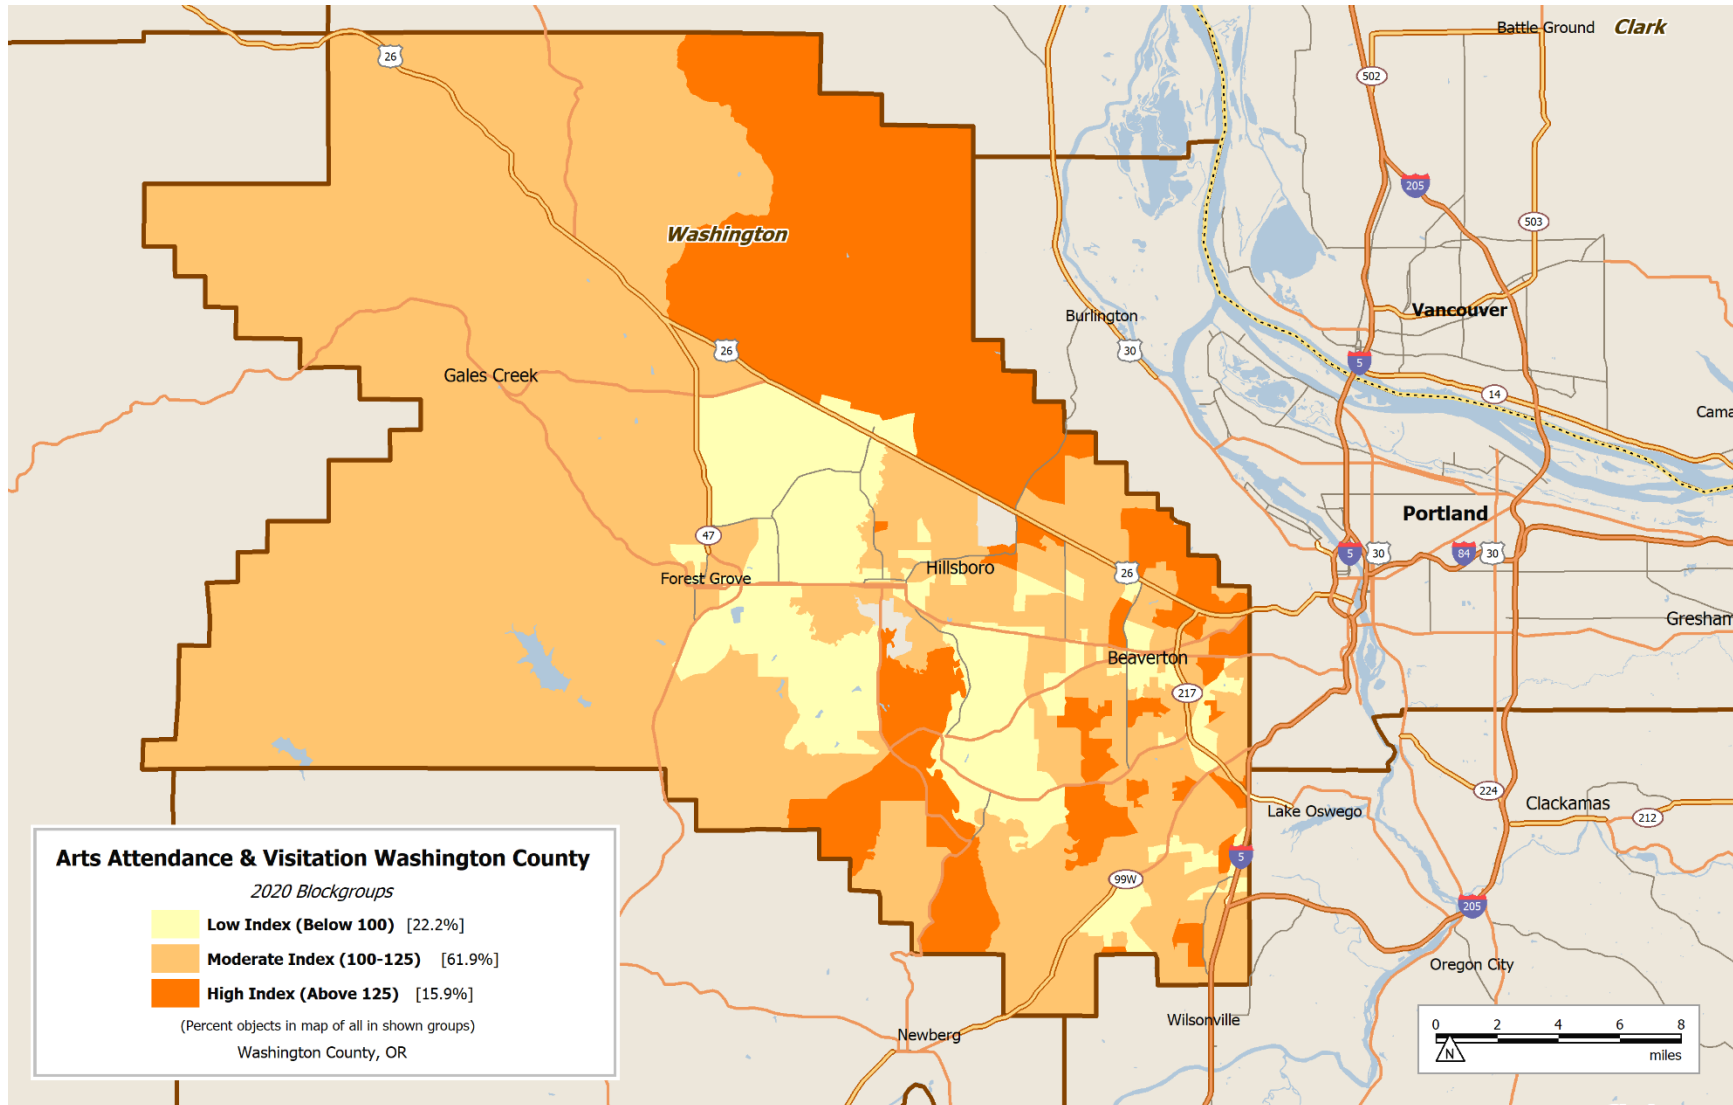 Battle Ground
Clark
26
502
205
503
Washington
Burlington
Vancouver
26
30
5
Gales Creek
14
Cama
Portland
47
5
30
84
30
Forest Grove
Hillsboro
26
Gresham
Beaverton
217
224
Clackamas
212
Lake Oswego
5
99W
205
Oregon City
Wilsonville
Newberg
Arts Attendance & Visitation Washington County
2020 Blockgroups
Low Index (Below 100) [22.2%]
Moderate Index (100-125) [61.9%]
High Index (Above 125) [15.9%]
(Percent objects in map of all in shown groups)
Washington County, OR
0 2 4 6 8
N
miles